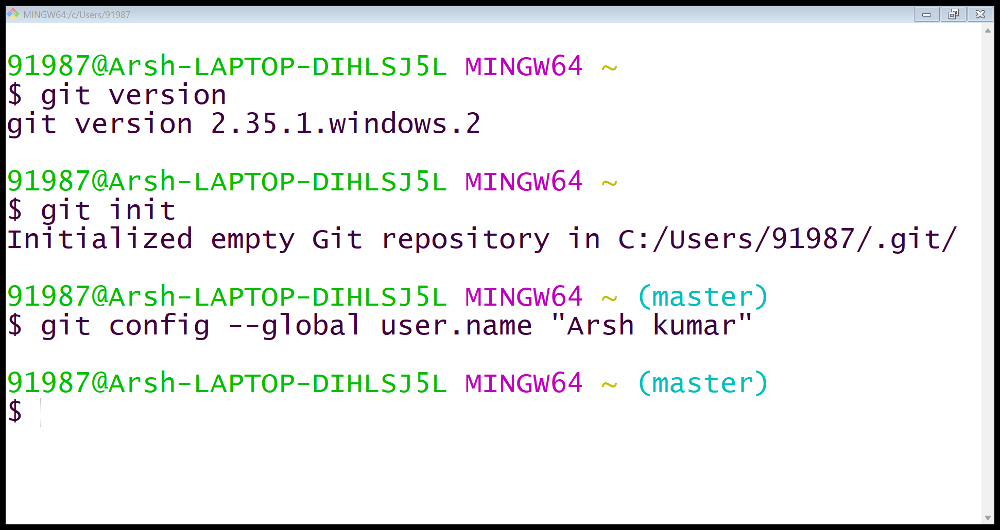 MINGW64:/c/Users/91987
91987@Arsh-LAPTOP-DIHLSJ5L MINGW64 ~
$ git version
git version 2.35.1.windows.2
91987@Arsh-LAPTOP-DIHLSJ5L MINGW64 ~
$ git init
Initialized empty Git repository in C:/Users/91987/.git/
91987@Arsh-LAPTOP-DIHLSJ5L MINGW64 ~ (master)
$ git config --global user.name "Arsh kumar"
91987@Arsh-LAPTOP-DIHLSJ5L MINGW64 ~ (master)
$